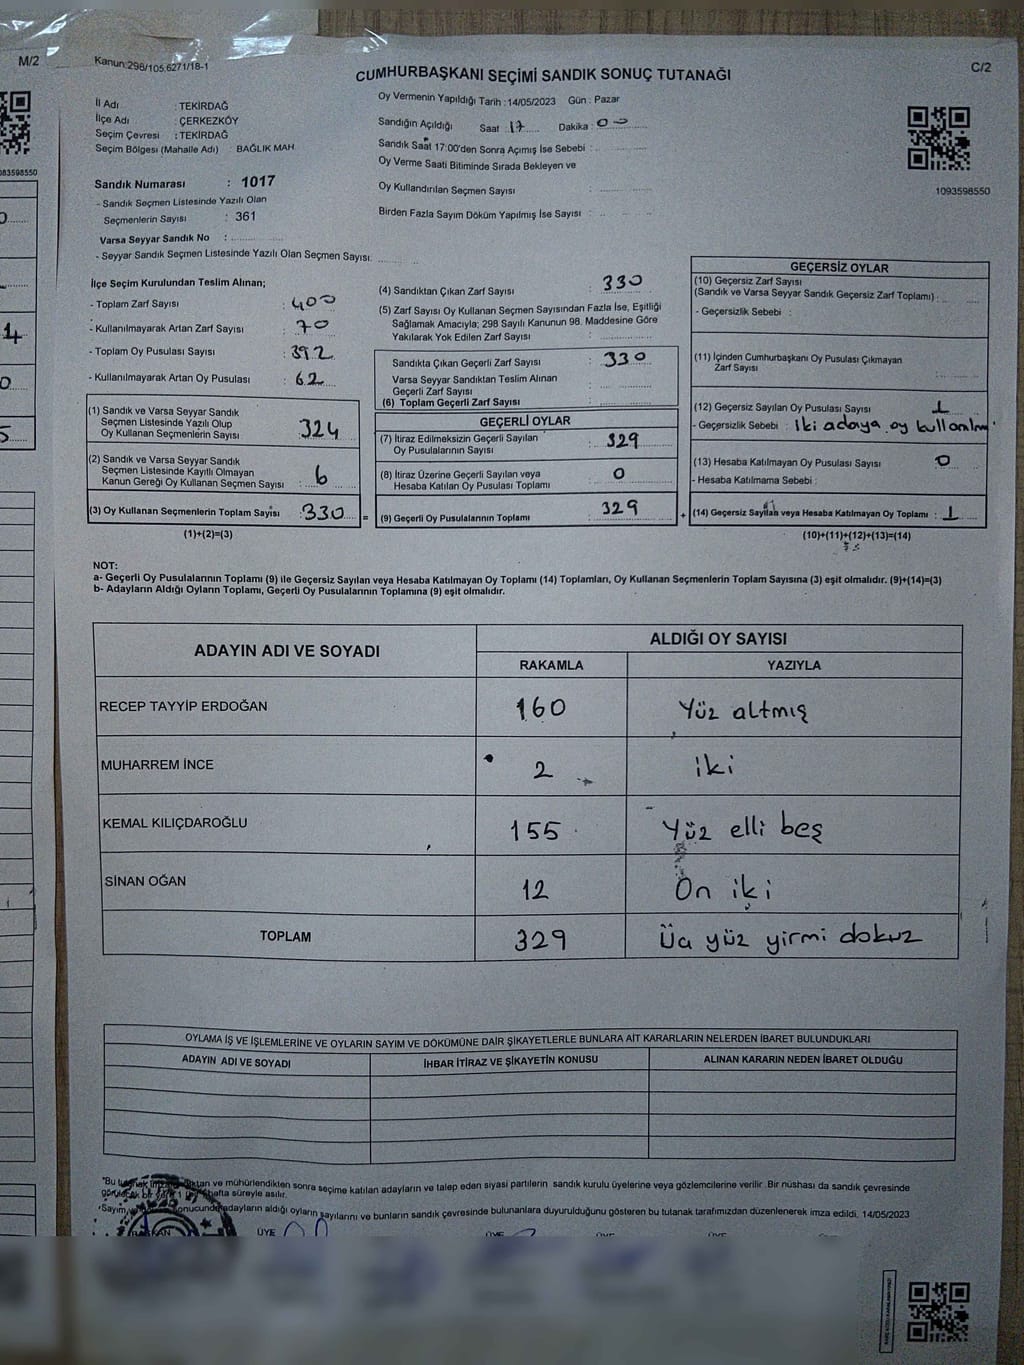 M/2
Kanun:298/105,6271/18-1
CUMHURBAŞKANI SEÇİMİ SANDIK SONUÇ TUTANAĞI
C/2
İl Adı : TEKİRDAĞ
İlçe Adı : ÇERKEZKÖY
Seçim Çevresi : TEKİRDAĞ
Seçim Bölgesi (Mahalle Adı) : BAĞLIK MAH.
Sandık Numarası : 1017
- Sandık Seçmen Listesinde Yazılı Olan
Seçmenlerin Sayısı : 361
Varsa Seyyar Sandık No :
- Seyyar Sandık Seçmen Listesinde Yazılı Olan Seçmen Sayısı:
Oy Vermenin Yapıldığı Tarih : 14/05/2023 Gün : Pazar
Sandığın Açıldığı Saat 17 Dakika : 00
Sandık Saat 17:00'den Sonra Açımış İse Sebebi :
Oy Verme Saati Bitiminde Sırada Bekleyen ve
Oy Kullandırılan Seçmen Sayısı :
Birden Fazla Sayım Döküm Yapılmış İse Sayısı :
1093598550
083598550
İlçe Seçim Kurulundan Teslim Alınan;
- Toplam Zarf Sayısı : 400
- Kullanılmayarak Artan Zarf Sayısı : 70
- Toplam Oy Pusulası Sayısı : 392
- Kullanılmayarak Artan Oy Pusulası : 62
(1) Sandık ve Varsa Seyyar Sandık
Seçmen Listesinde Yazılı Olup
Oy Kullanan Seçmenlerin Sayısı : 324
(2) Sandık ve Varsa Seyyar Sandık
Seçmen Listesinde Kayıtlı Olmayan
Kanun Gereği Oy Kullanan Seçmen Sayısı : 6
(3) Oy Kullanan Seçmenlerin Toplam Sayısı : 330
(1)+(2)=(3)
(4) Sandıktan Çıkan Zarf Sayısı : 330
(5) Zarf Sayısı Oy Kullanan Seçmen Sayısından Fazla İse, Eşitliği
Sağlamak Amacıyla; 298 Sayılı Kanunun 98. Maddesine Göre
Yakılarak Yok Edilen Zarf Sayısı :
Sandıkta Çıkan Geçerli Zarf Sayısı : 330
Varsa Seyyar Sandıktan Teslim Alınan
Geçerli Zarf Sayısı :
(6) Toplam Geçerli Zarf Sayısı :
GEÇERLİ OYLAR
(7) İtiraz Edilmeksizin Geçerli Sayılan
Oy Pusulalarının Sayısı : 329
(8) İtiraz Üzerine Geçerli Sayılan veya
Hesaba Katılan Oy Pusulası Toplamı : 0
= (9) Geçerli Oy Pusulalarının Toplamı : 329
GEÇERSİZ OYLAR
(10) Geçersiz Zarf Sayısı
(Sandık ve Varsa Seyyar Sandık Geçersiz Zarf Toplamı) :
- Geçersizlik Sebebi :
(11) İçinden Cumhurbaşkanı Oy Pusulası Çıkmayan
Zarf Sayısı :
(12) Geçersiz Sayılan Oy Pusulası Sayısı : 1
- Geçersizlik Sebebi : iki adaya oy kullanılmı
(13) Hesaba Katılmayan Oy Pusulası Sayısı : 0
- Hesaba Katılmama Sebebi :
+ (14) Geçersiz Sayılan veya Hesaba Katılmayan Oy Toplamı : 1
(10)+(11)+(12)+(13)=(14)
NOT:
a- Geçerli Oy Pusulalarının Toplamı (9) ile Geçersiz Sayılan veya Hesaba Katılmayan Oy Toplamı (14) Toplamları, Oy Kullanan Seçmenlerin Toplam Sayısına (3) eşit olmalıdır. (9)+(14)=(3)
b- Adayların Aldığı Oyların Toplamı, Geçerli Oy Pusulalarının Toplamına (9) eşit olmalıdır.
ADAYIN ADI VE SOYADI ALDIĞI OY SAYISI
RAKAMLA YAZIYLA
RECEP TAYYİP ERDOĞAN 160 Yüz altmış
MUHARREM İNCE 2 iki
KEMAL KILIÇDAROĞLU 155 Yüz elli beş
SİNAN OĞAN 12 On iki
TOPLAM 329 Üç yüz yirmi dokuz
OYLAMA İŞ VE İŞLEMLERİNE VE OYLARIN SAYIM VE DÖKÜMÜNE DAİR ŞİKAYETLERLE BUNLARA AİT KARARLARIN NELERDEN İBARET BULUNDUKLARI
ADAYIN ADI VE SOYADI İHBAR İTİRAZ VE ŞİKAYETİN KONUSU ALINAN KARARIN NEDEN İBARET OLDUĞU
*Bu ve mühürlendikten sonra seçime katılan adayların ve talep eden siyasi partilerin sandık kurulu üyelerine veya gözlemcilerine verilir. Bir nüshası da sandık çevresinde
görülecek bir yere 1 hafta süreyle asılır.
*Sayım adayların aldığı oyların sayılarını ve bunların sandık çevresinde bulunanlara duyurulduğunu gösteren bu tutanak tarafımızdan düzenlenerek imza edildi. 14/05/2023
BAŞKAN ÜYE ÜYE ÜYE ÜYE